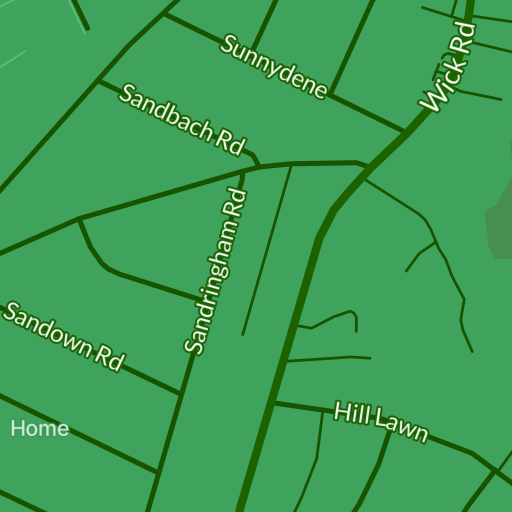 Wick Rd
Sunnydene
Sandbach Rd
Sandringham Rd
Sandown Rd
Hill Lawn
Home